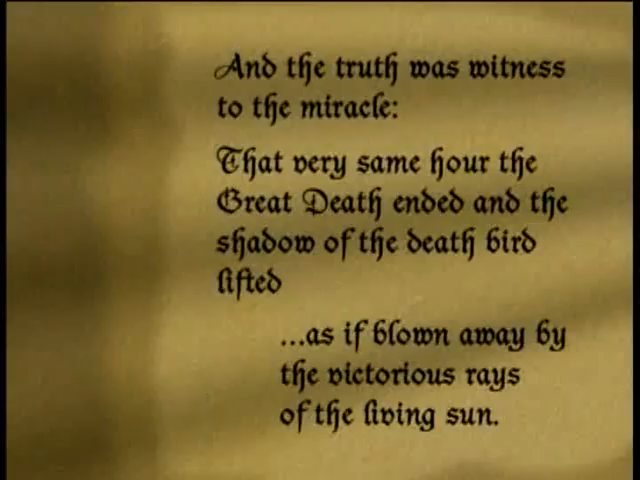 And the truth was witness
to the miracle:
That very same hour the
Great Death ended and the
shadow of the death bird
lifted
...as if blown away by
the victorious rays
of the living sun.